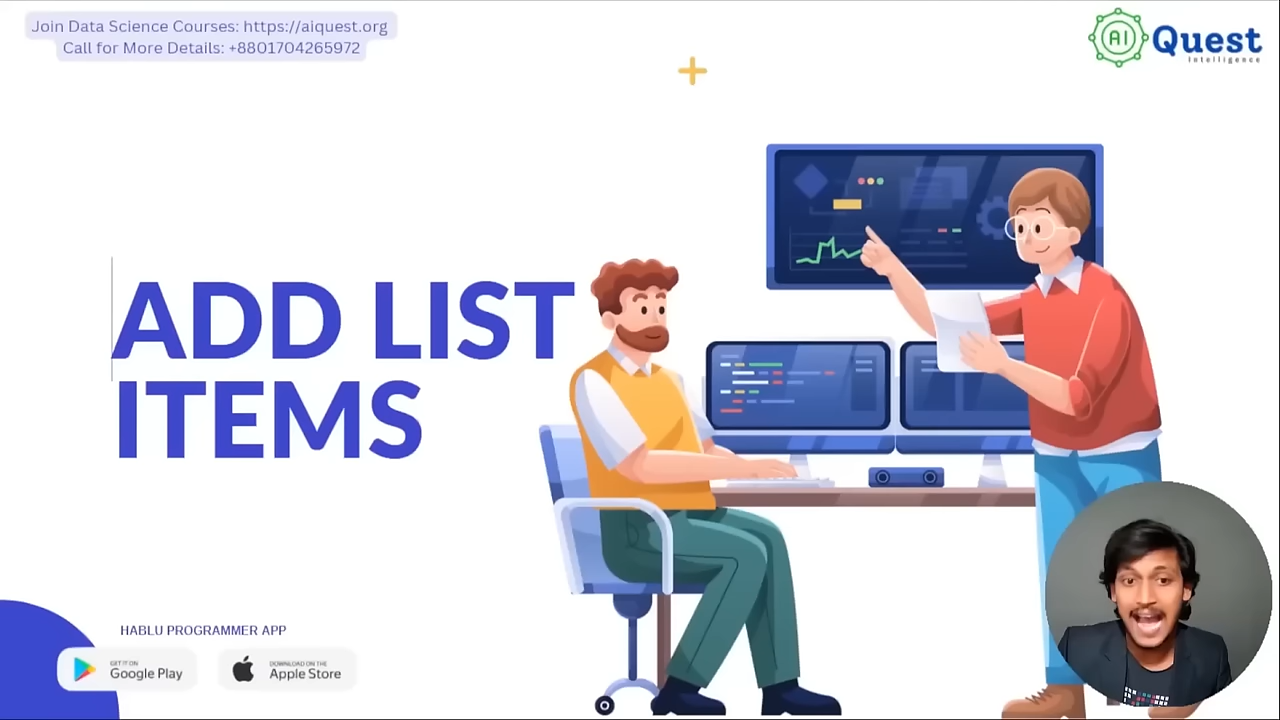 Join Data Science Courses: https://aiquest.org
Call for More Details: +8801704265972
AI Quest
Intelligence
ADD LIST
ITEMS
HABLU PROGRAMMER APP
GET IT ON
Google Play
DOWNLOAD ON THE
Apple Store